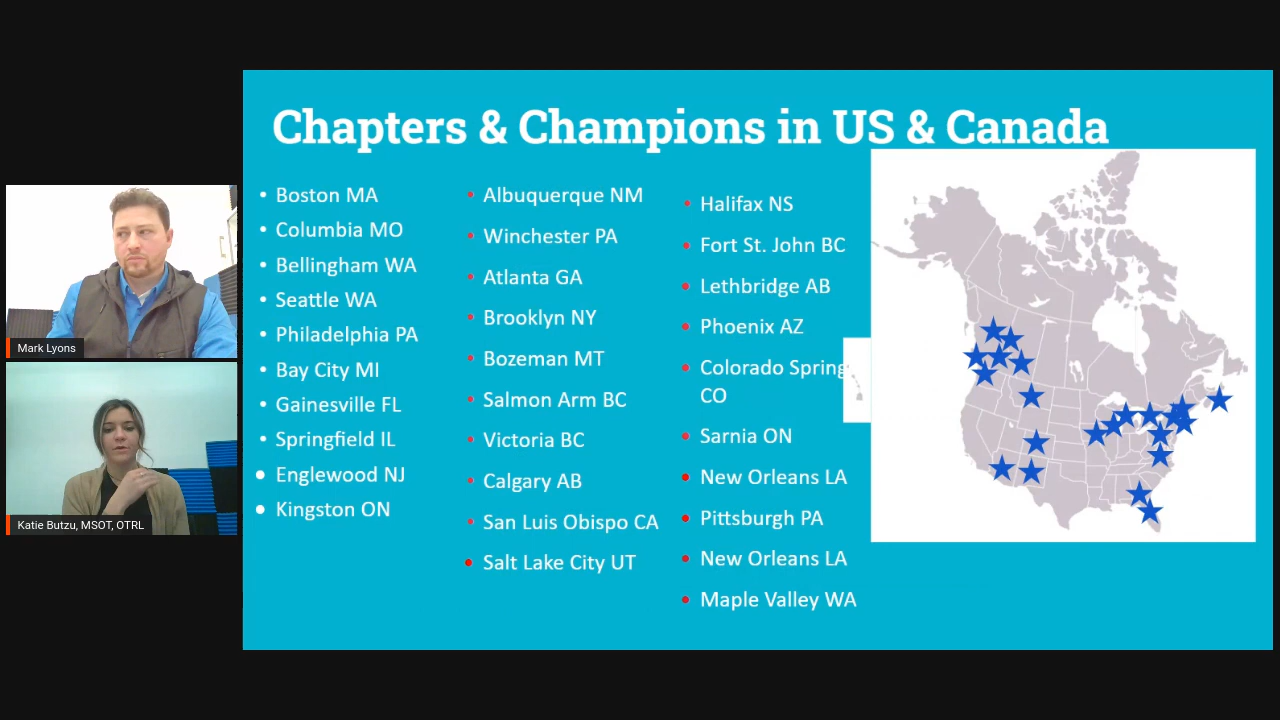 Chapters & Champions in US & Canada
Boston MA
Columbia MO
Bellingham WA
Seattle WA
Philadelphia PA
Bay City MI
Gainesville FL
Springfield IL
Englewood NJ
Kingston ON
Albuquerque NM
Winchester PA
Atlanta GA
Brooklyn NY
Bozeman MT
Salmon Arm BC
Victoria BC
Calgary AB
San Luis Obispo CA
Salt Lake City UT
Halifax NS
Fort St. John BC
Lethbridge AB
Phoenix AZ
Colorado Spring
CO
Sarnia ON
New Orleans LA
Pittsburgh PA
New Orleans LA
Maple Valley WA
Mark Lyons
Katie Butzu, MSOT, OTRL